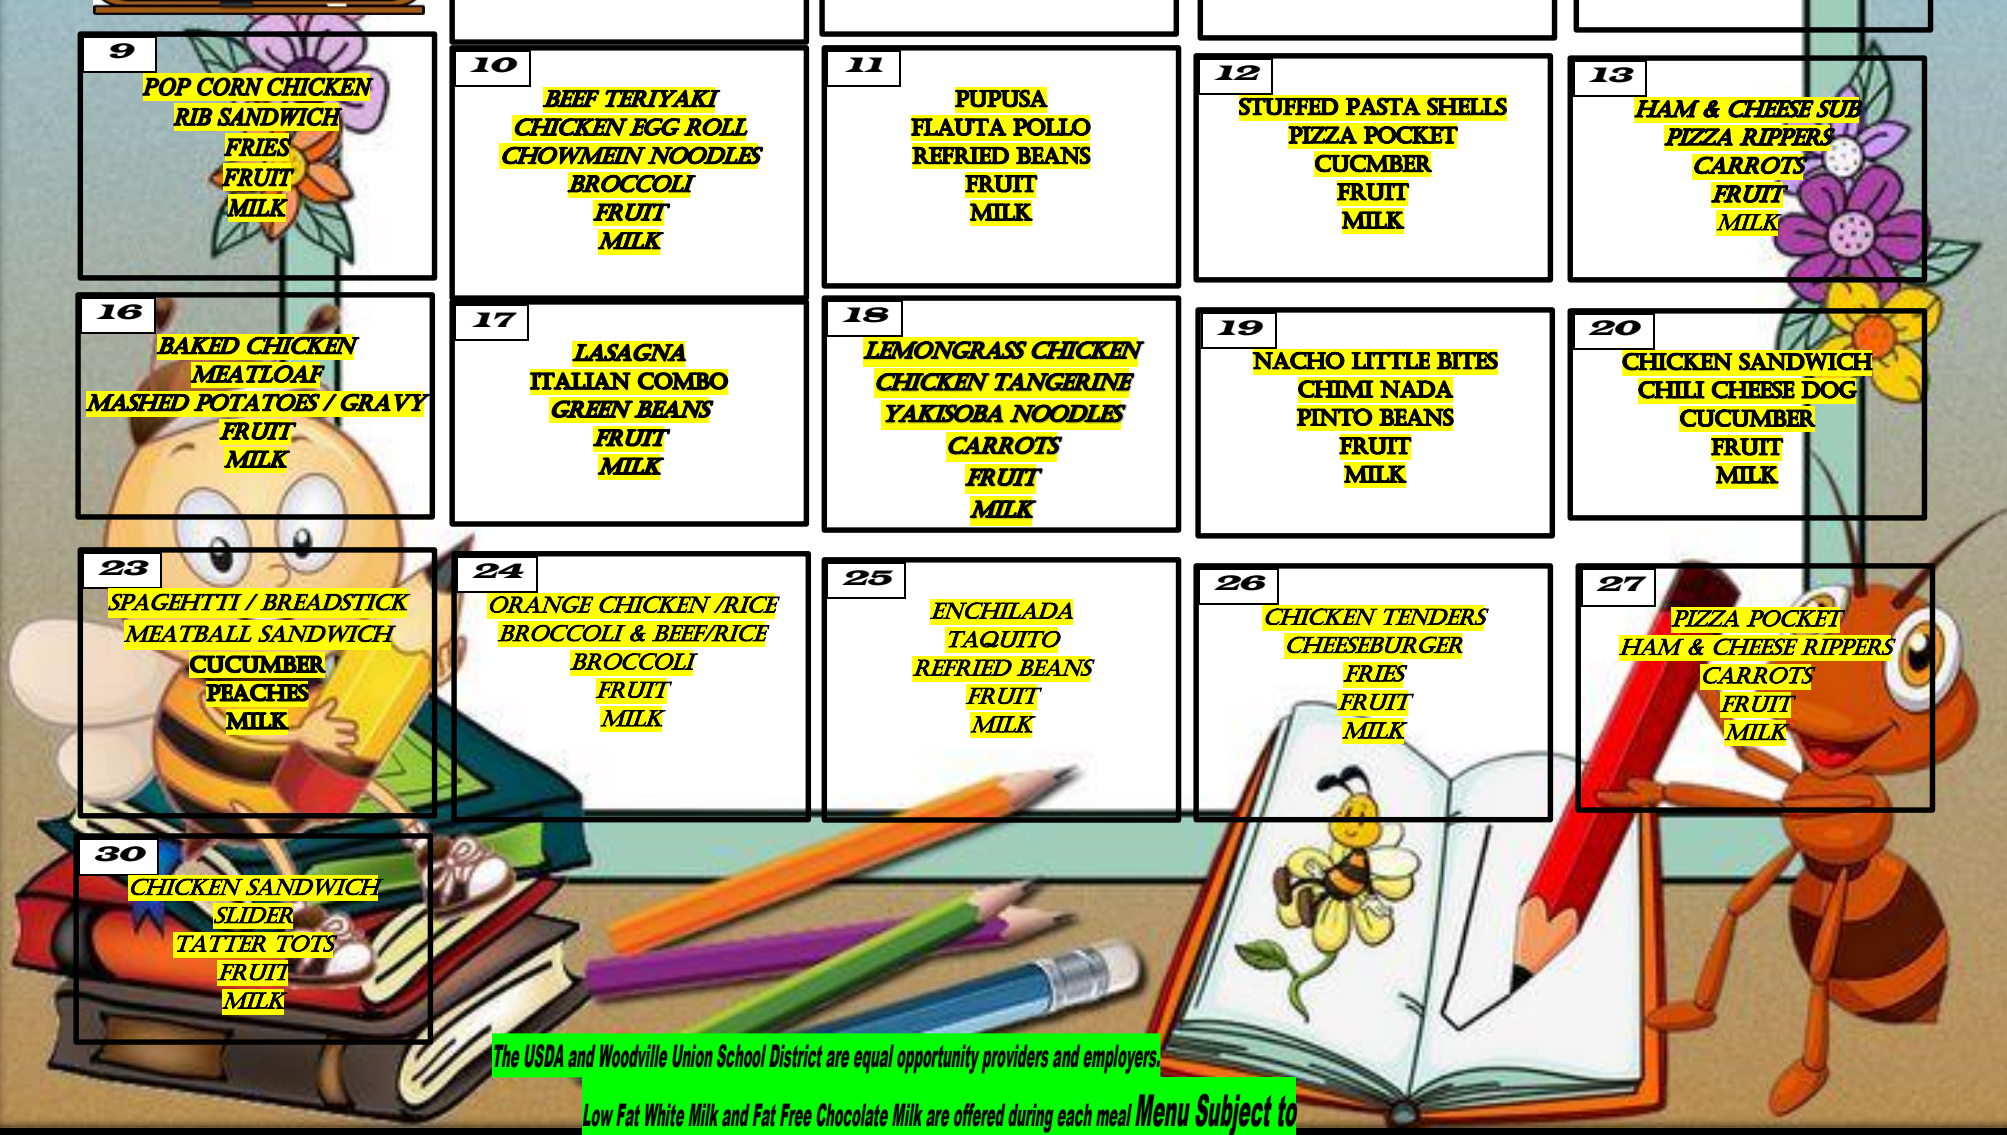 9
POP CORN CHICKEN
RIB SANDWICH
FRIES
FRUIT
MILK
10
BEEF TERIYAKI
CHICKEN EGG ROLL
CHOWMEIN NOODLES
BROCCOLI
FRUIT
MILK
11
PUPUSA
FLAUTA POLLO
REFRIED BEANS
FRUIT
MILK
12
STUFFED PASTA SHELLS
PIZZA POCKET
CUCMBER
FRUIT
MILK
13
HAM & CHEESE SUB
PIZZA RIPPERS
CARROTS
FRUIT
MILK
16
BAKED CHICKEN
MEATLOAF
MASHED POTATOES / GRAVY
FRUIT
MILK
17
LASAGNA
ITALIAN COMBO
GREEN BEANS
FRUIT
MILK
18
LEMONGRASS CHICKEN
CHICKEN TANGERINE
YAKISOBA NOODLES
CARROTS
FRUIT
MILK
19
NACHO LITTLE BITES
CHIMI NADA
PINTO BEANS
FRUIT
MILK
20
CHICKEN SANDWICH
CHILI CHEESE DOG
CUCUMBER
FRUIT
MILK
23
SPAGEHTTI / BREADSTICK
MEATBALL SANDWICH
CUCUMBER
PEACHES
MILK
24
ORANGE CHICKEN /RICE
BROCCOLI & BEEF/RICE
BROCCOLI
FRUIT
MILK
25
ENCHILADA
TAQUITO
REFRIED BEANS
FRUIT
MILK
26
CHICKEN TENDERS
CHEESEBURGER
FRIES
FRUIT
MILK
27
PIZZA POCKET
HAM & CHEESE RIPPERS
CARROTS
FRUIT
MILK
30
CHICKEN SANDWICH
SLIDER
TATTER TOTS
FRUIT
MILK
The USDA and Woodville Union School District are equal opportunity providers and employers.
Low Fat White Milk and Fat Free Chocolate Milk are offered during each meal Menu Subject to